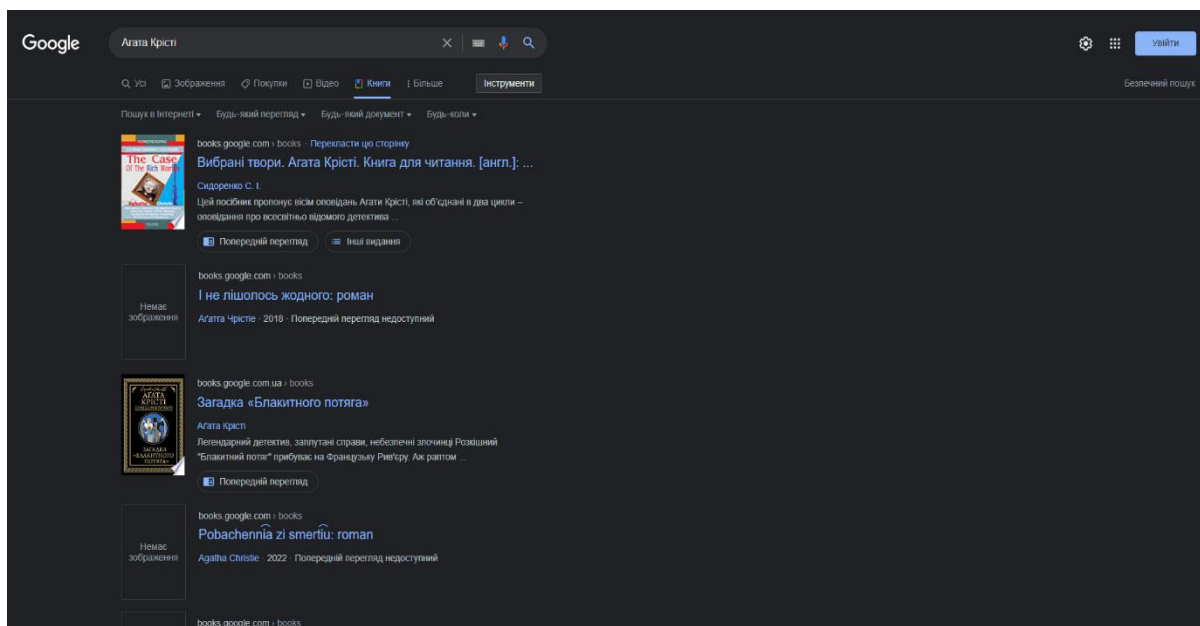 Google
Агата Крісті
Увійти
Усі Зображення Покупки Відео Книги Більше Інструменти
Безпечний пошук
Пошук в Інтернеті Будь-який перегляд Будь-який документ Будь-коли
The Case
Of The Rich
books.google.com › books · Перекласти цю сторінку
Вибрані твори. Агата Крісті. Книга для читання. [англ.]: ...
Сидоренко С. І.
Цей посібник пропонує вісім оповідань Агати Крісті, які об'єднані в два цикли –
оповідання про всесвітньо відомого детектива ...
Попередній перегляд Інші видання
Немає
зображення
books.google.com › books
І не лішолось жодного: роман
Агатта Чрістіе · 2018 · Попередній перегляд недоступний
АГАТА
КРІСТІ
ЗАГАДКА
«БЛАКИТНОГО
ПОТЯГА»
books.google.com.ua › books
Загадка «Блакитного потяга»
Агата Крісті
Легендарний детектив, заплутані справи, небезпечні злочинці Розкішний
"Блакитний потяг" прибуває на Французьку Рив'єру. Аж раптом ...
Попередній перегляд
Немає
зображення
books.google.com › books
Pobachenni͡a zi smerti͡u: roman
Agatha Christie · 2022 · Попередній перегляд недоступний
books.google.com › books